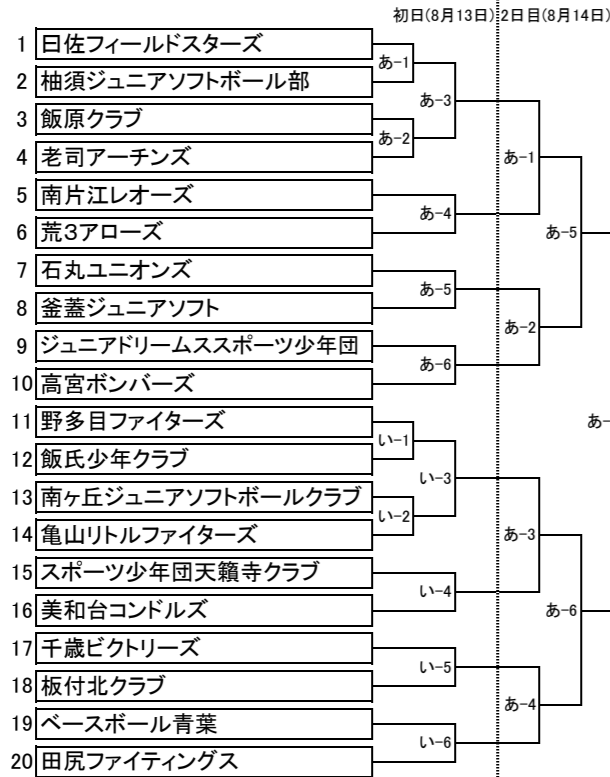 初日(8月13日) 2日目(8月14日)
1 曰佐フィールドスターズ
あ-1
2 柚須ジュニアソフトボール部
あ-3
3 飯原クラブ
あ-2
4 老司アーチンズ
あ-1
5 南片江レオーズ
あ-4
6 荒3アローズ
あ-5
7 石丸ユニオンズ
あ-5
8 釜蓋ジュニアソフト
あ-2
9 ジュニアドリームススポーツ少年団
あ-6
10 高宮ボンバーズ
11 野多目ファイターズ
あ-
い-1
12 飯氏少年クラブ
い-3
13 南ヶ丘ジュニアソフトボールクラブ
い-2
14 亀山リトルファイターズ
あ-3
15 スポーツ少年団天籟寺クラブ
い-4
16 美和台コンドルズ
あ-6
17 千歳ビクトリーズ
い-5
18 板付北クラブ
あ-4
19 ベースボール青葉
い-6
20 田尻ファイティングス